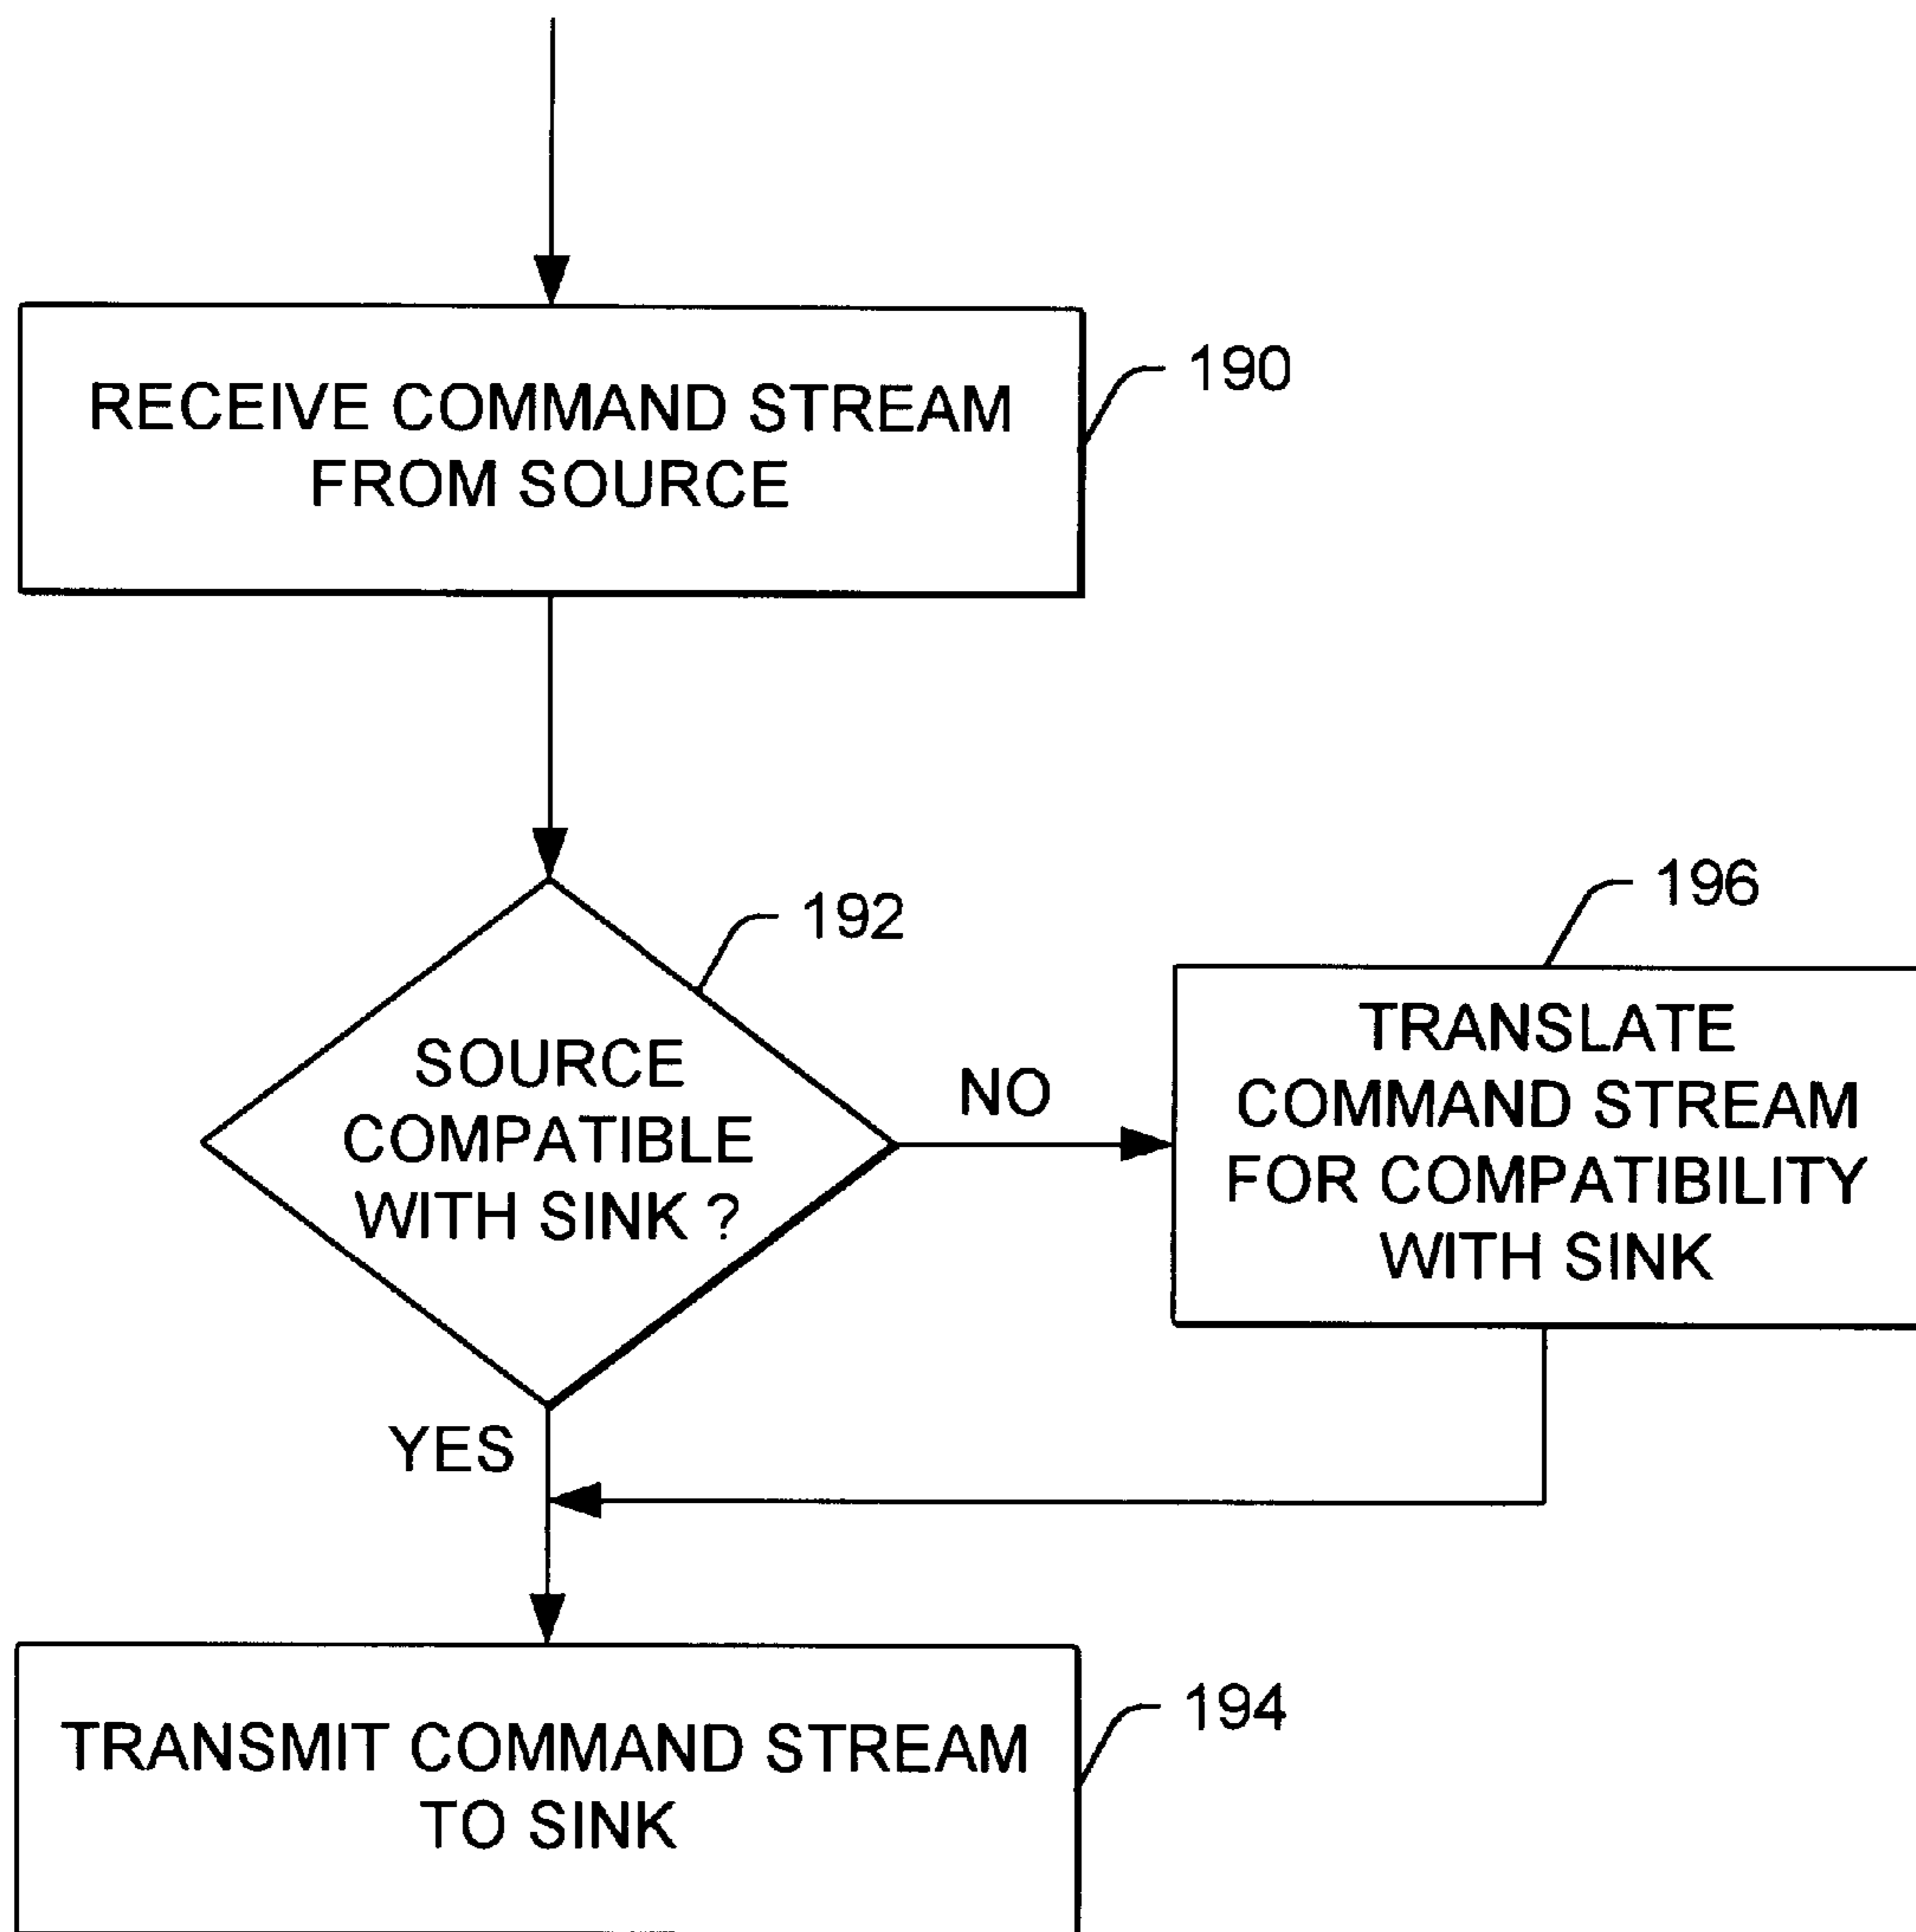 RECEIVE COMMAND STREAM
FROM SOURCE
190
192
SOURCE
COMPATIBLE
WITH SINK ?
NO
196
TRANSLATE
COMMAND STREAM
FOR COMPATIBILITY
WITH SINK
YES
194
TRANSMIT COMMAND STREAM
TO SINK